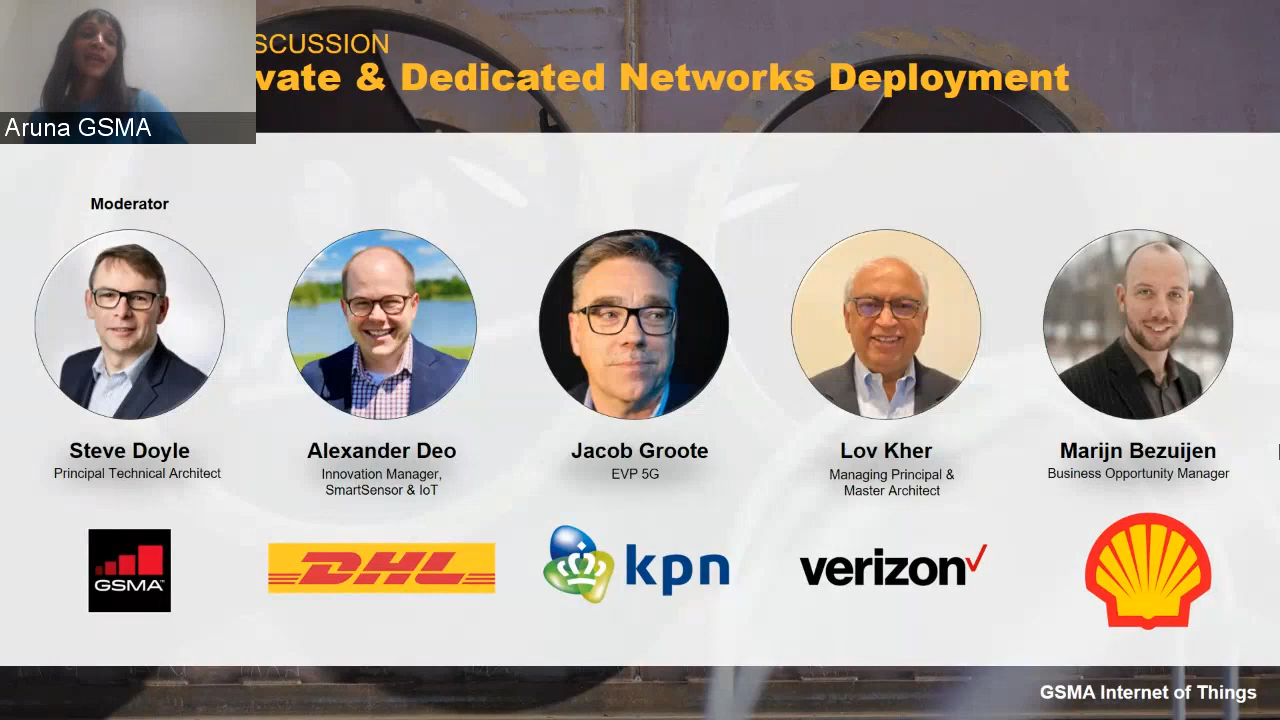 SCUSSION
vate & Dedicated Networks Deployment
Aruna GSMA
Moderator
Steve Doyle
Principal Technical Architect
Alexander Deo
Innovation Manager,
SmartSensor & IoT
Jacob Groote
EVP 5G
Lov Kher
Managing Principal &
Master Architect
Marijn Bezuijen
Business Opportunity Manager
GSMA™
DHL
kpn
verizon
GSMA Internet of Things